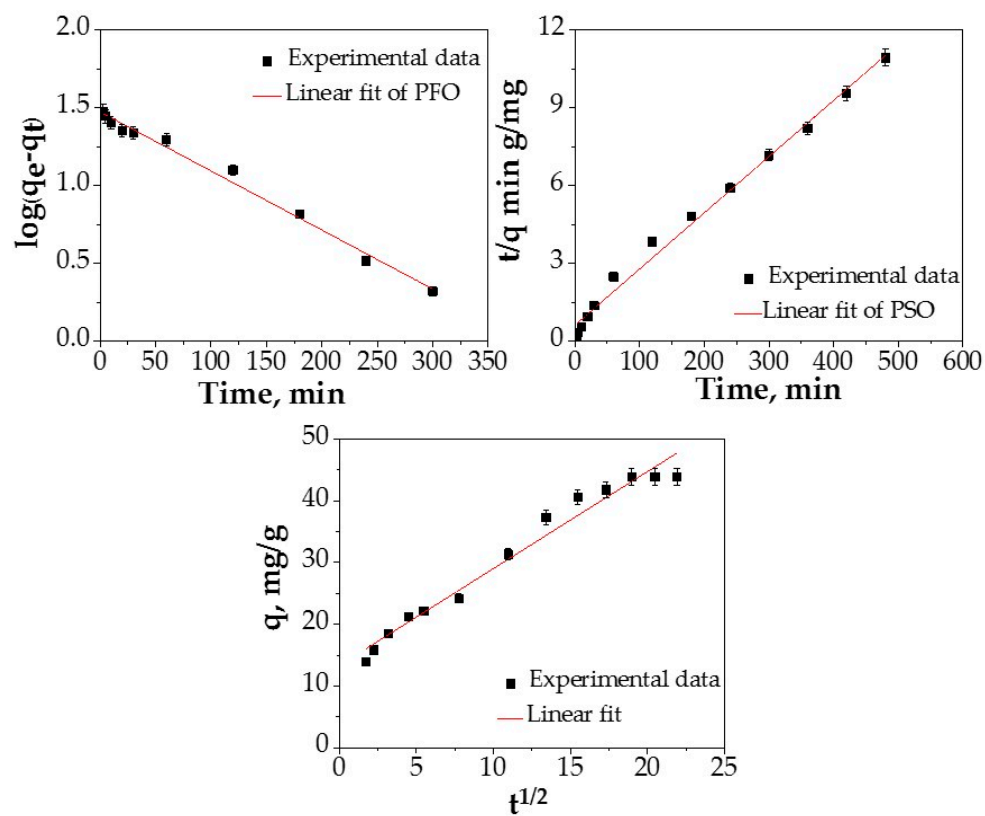 2.0
1.5
1.0
0.5
0.0
log(qe-qt)
Experimental data
Linear fit of PFO
0 50 100 150 200 250 300 350
Time, min
12
9
6
3
0
t/q min g/mg
Experimental data
Linear fit of PSO
0 100 200 300 400 500 600
Time, min
50
40
30
20
10
0
q, mg/g
Experimental data
Linear fit
0 5 10 15 20 25
t1/2